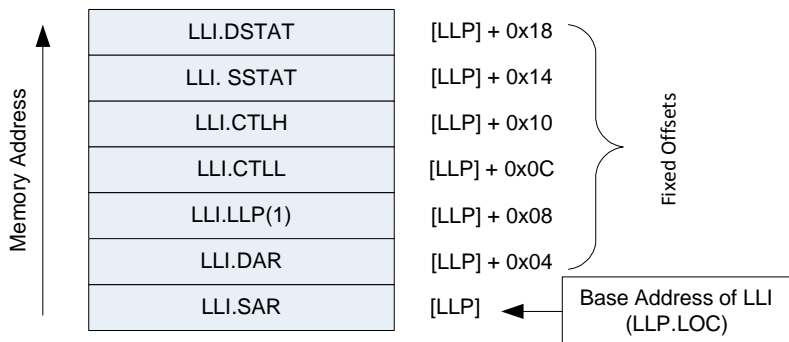 LLI.DSTAT [LLP] + 0x18
LLI. SSTAT [LLP] + 0x14
LLI.CTLH [LLP] + 0x10
LLI.CTLL [LLP] + 0x0C
LLI.LLP(1) [LLP] + 0x08
LLI.DAR [LLP] + 0x04
LLI.SAR [LLP]
Memory Address
Fixed Offsets
Base Address of LLI
(LLP.LOC)